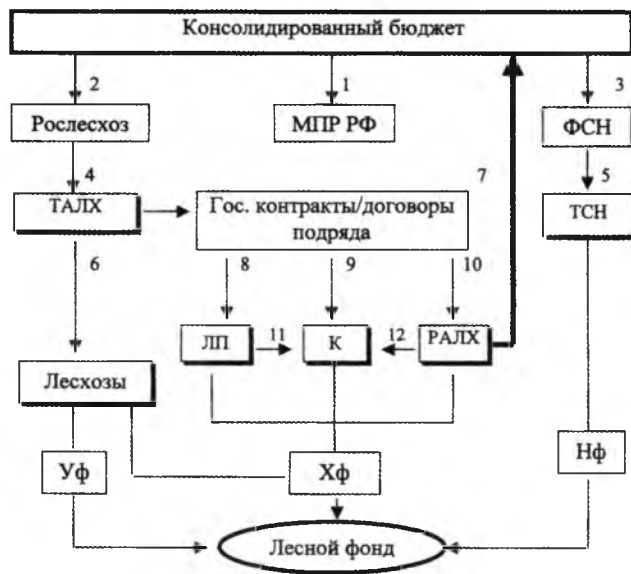 Консолидированный бюджет
2
1
3
Рослесхоз
МПР РФ
ФСН
4
7
5
ТАЛХ
Гос. контракты/договоры
подряда
ТСН
6
8
9
10
ЛП
11
К
12
РАЛХ
Лесхозы
Уф
Хф
Нф
Лесной фонд